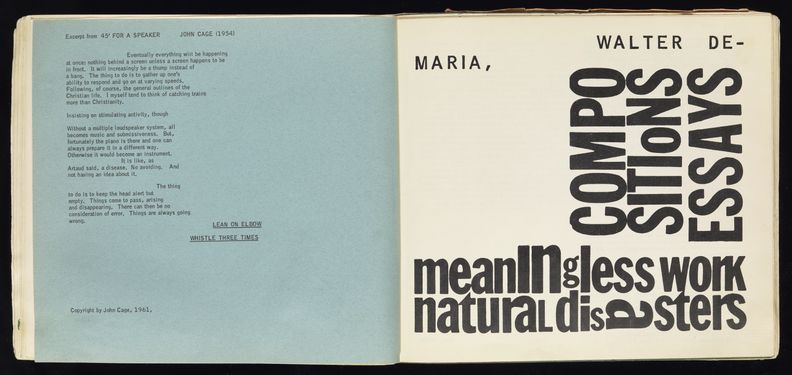 Excerpt from 45' FOR A SPEAKER JOHN CAGE (1954)
Eventually everything will be happening
at once: nothing behind a screen unless a screen happens to be
in front. It will increasingly be a thump instead of
a bang. The thing to do is to gather up one's
ability to respond and go on at varying speeds.
Following, of course, the general outlines of the
Christian life. I myself tend to think of catching trains
more than Christianity.
Insisting on stimulating activity, though
Without a multiple loudspeaker system, all
becomes music and submissiveness. But,
fortunately the piano is there and one can
always prepare it in a different way.
Otherwise it would become an instrument.
It is like, as
Artaud said, a disease. No avoiding. And
not having an idea about it.
The thing
to do is to keep the head alert but
empty. Things come to pass, arising
and disappearing. There can then be no
consideration of error. Things are always going
wrong.
LEAN ON ELBOW
WHISTLE THREE TIMES
Copyright by John Cage, 1961,
WALTER DE-
MARIA,
COMPO
SITIoNS
ESSAYS
meanINgless work
naturaL disasters